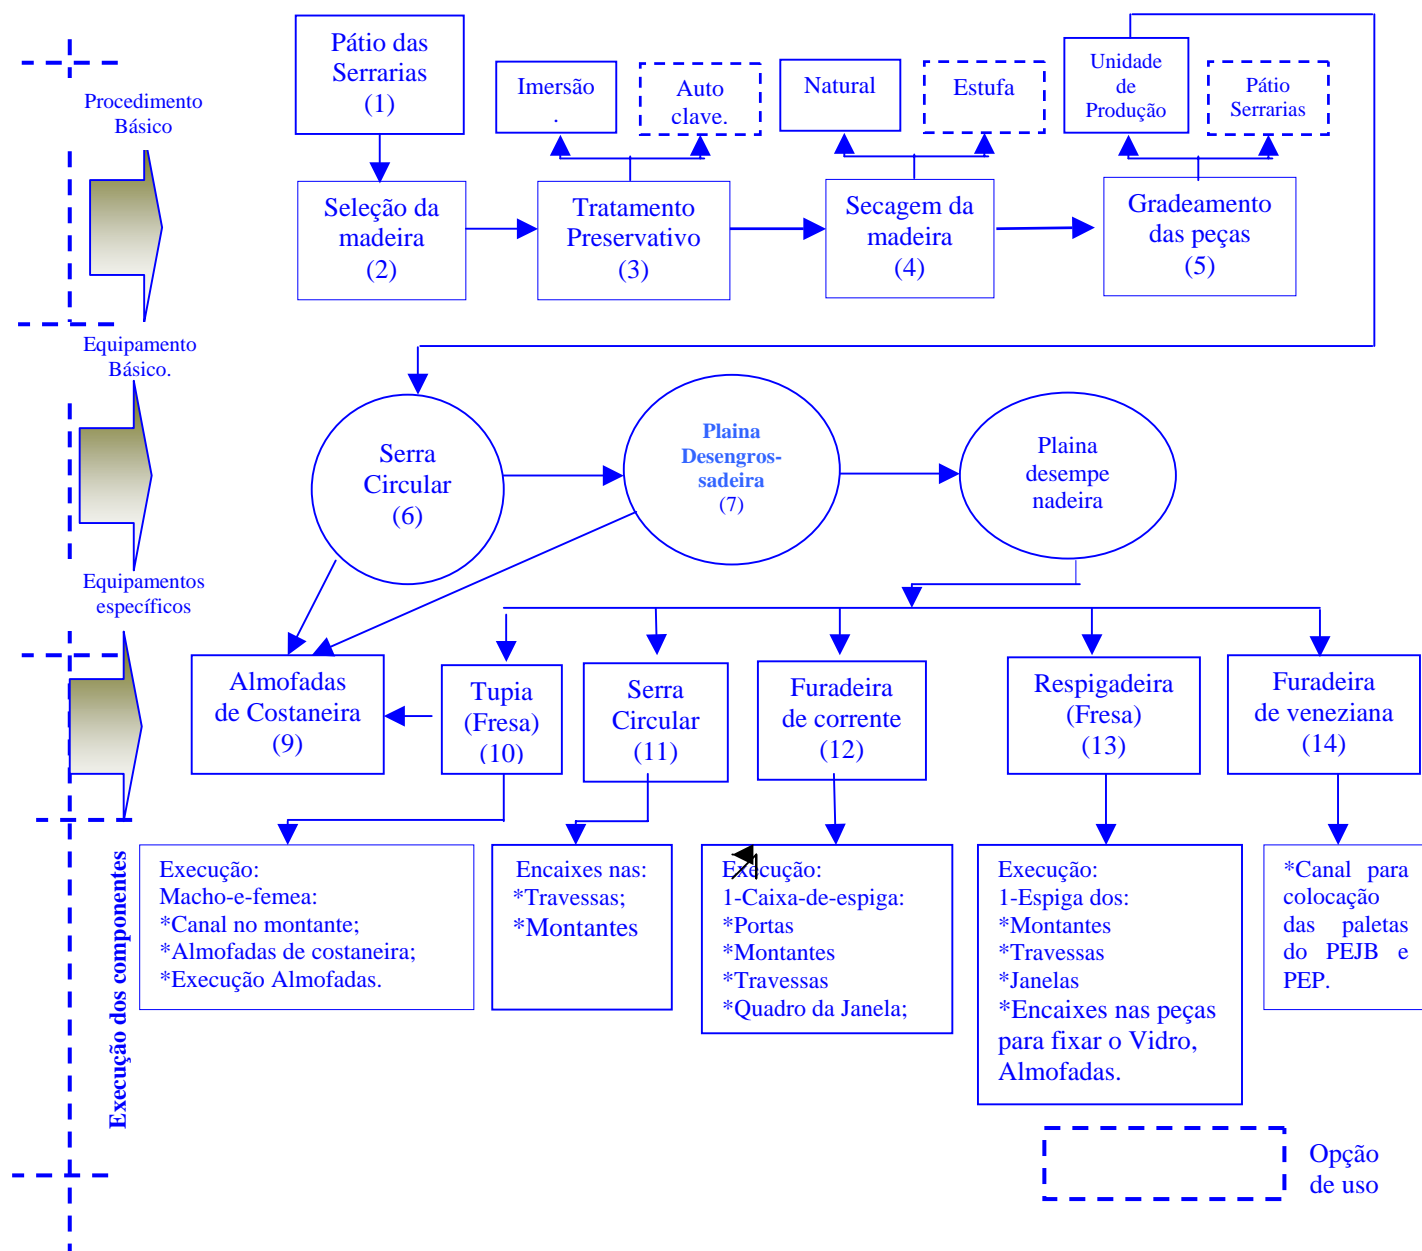 Pátio das
Serrarias
(1)
Imersão
.
Auto
clave.
Natural
Estufa
Unidade
de
Produção
Pátio
Serrarias
Procedimento
Básico
Seleção da
madeira
(2)
Tratamento
Preservativo
(3)
Secagem da
madeira
(4)
Gradeamento
das peças
(5)
Equipamento
Básico.
Serra
Circular
(6)
Plaina
Desengros-
sadeira
(7)
Plaina
desempe
nadeira
Equipamentos
específicos
Almofadas
de Costaneira
(9)
Tupia
(Fresa)
(10)
Serra
Circular
(11)
Furadeira
de corrente
(12)
Respigadeira
(Fresa)
(13)
Furadeira
de veneziana
(14)
Execução dos componentes
Execução:
Macho-e-femea:
*Canal no montante;
*Almofadas de costaneira;
*Execução Almofadas.
Encaixes nas:
*Travessas;
*Montantes
Execução:
1-Caixa-de-espiga:
*Portas
*Montantes
*Travessas
*Quadro da Janela;
Execução:
1-Espiga dos:
*Montantes
*Travessas
*Janelas
*Encaixes nas peças
para fixar o Vidro,
Almofadas.
*Canal para
colocação
das paletas
do PEJB e
PEP.
Opção
de uso